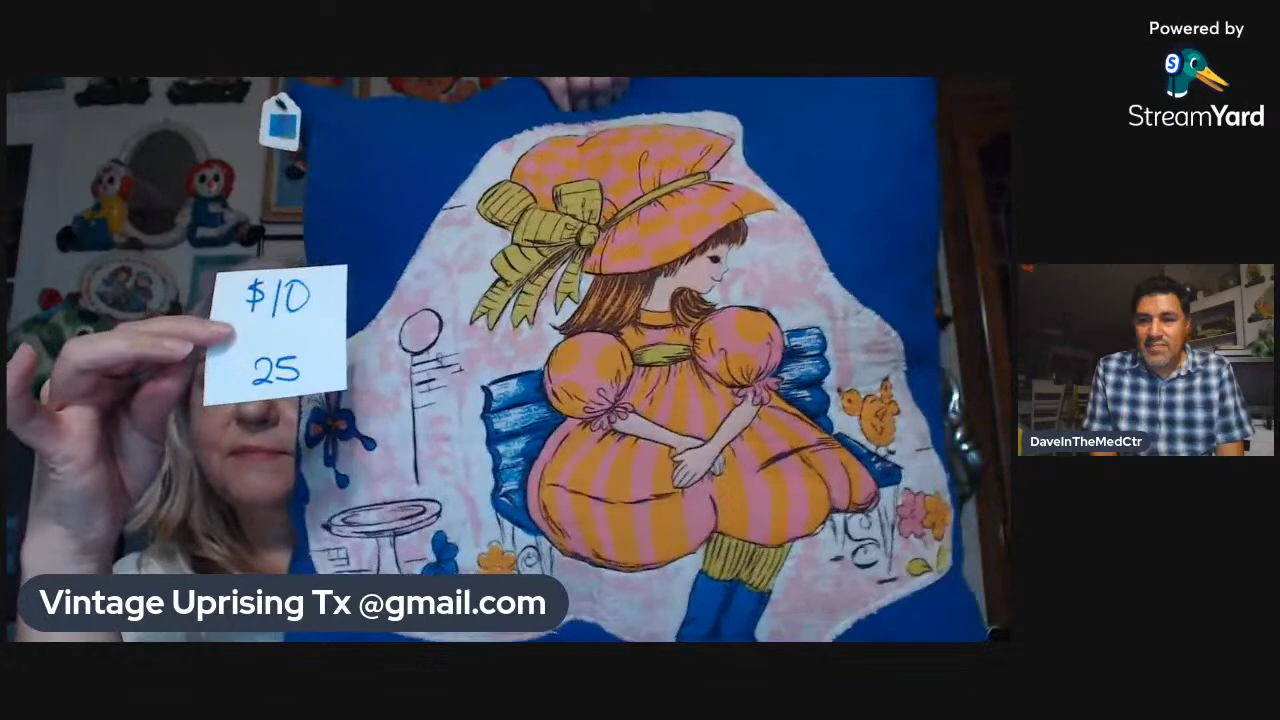 Powered by
StreamYard
$10
25
DaveInTheMedCtr
Vintage Uprising Tx @gmail.com